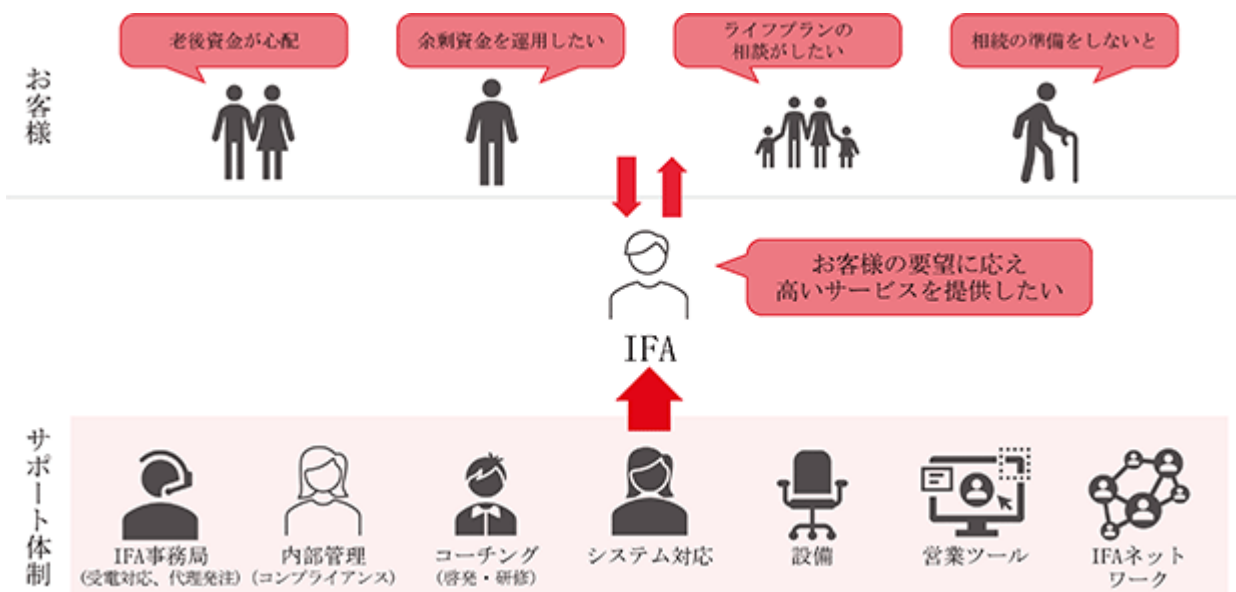 お客様
老後資金が心配
余剰資金を運用したい
ライフプランの
相談がしたい
相続の準備をしないと
お客様の要望に応え
高いサービスを提供したい
IFA
サポート体制
IFA事務局
(受電対応、代理発注)
内部管理
(コンプライアンス)
コーチング
(啓発・研修)
システム対応
設備
営業ツール
IFAネット
ワーク